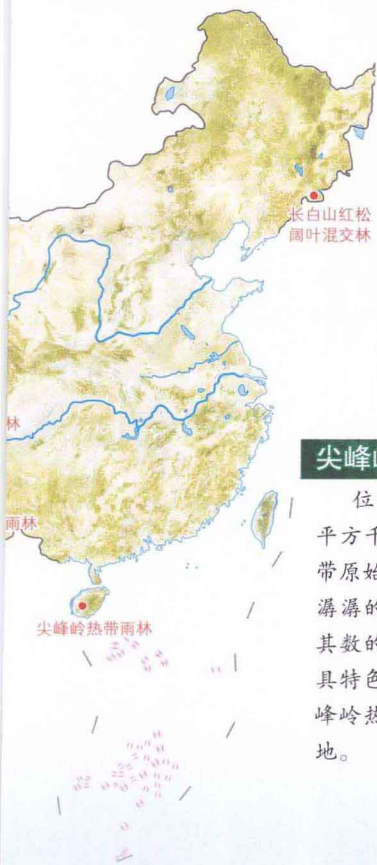 长白山红松
阔叶混交林
林
雨林
尖峰岭热带雨林
尖峰
位
平方千
带原始
潺潺的
其数的
具特色
峰岭热
地。